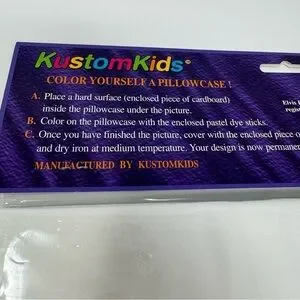 KustomKids©
COLOR YOURSELF A PILLOWCASE !
A. Place a hard surface (enclosed piece of cardboard)
inside the pillowcase under the picture.
B. Color on the pillowcase with the enclosed pastel dye sticks.
C. Once you have finished the picture, cover with the enclosed piece o
and dry iron at medium temperature. Your design is now permanen
MANUFACTURED BY KUSTOMKIDS
Elvis
regis